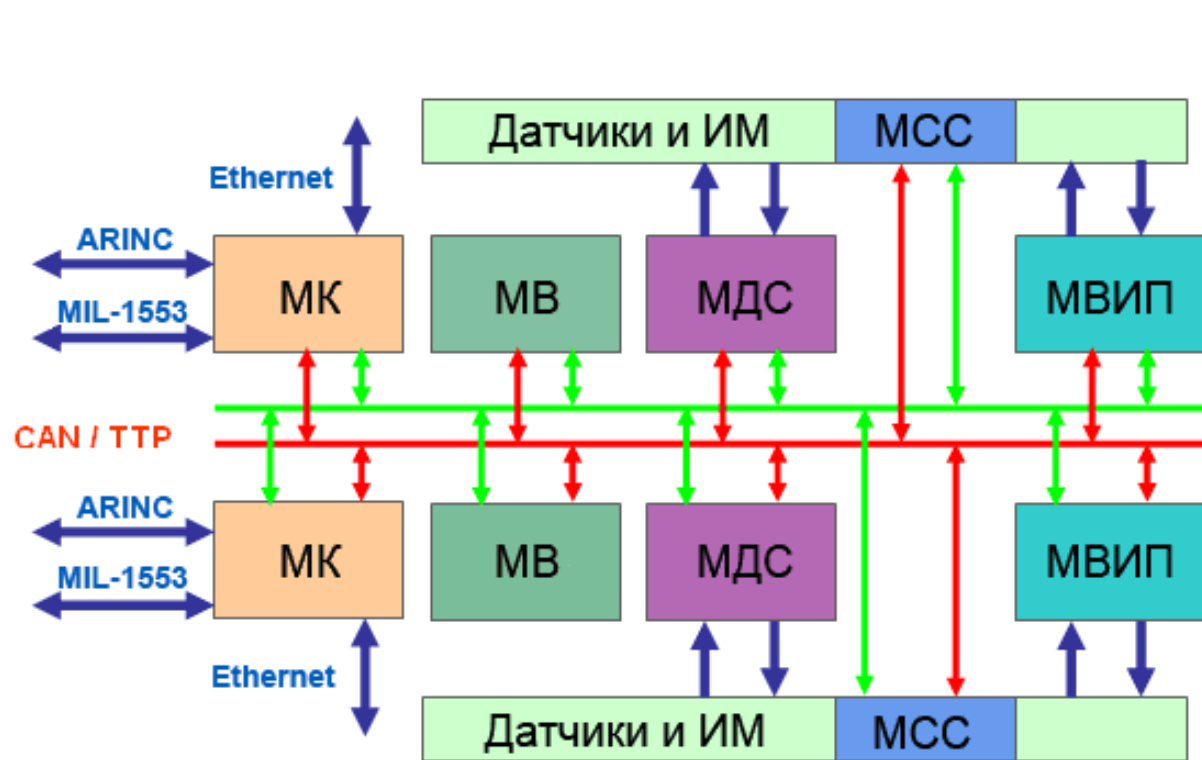 Датчики и ИМ
МСС
Ethernet
ARINC
MIL-1553
МК
МВ
МДС
МВИП
CAN / TTP
ARINC
MIL-1553
МК
МВ
МДС
МВИП
Ethernet
Датчики и ИМ
МСС